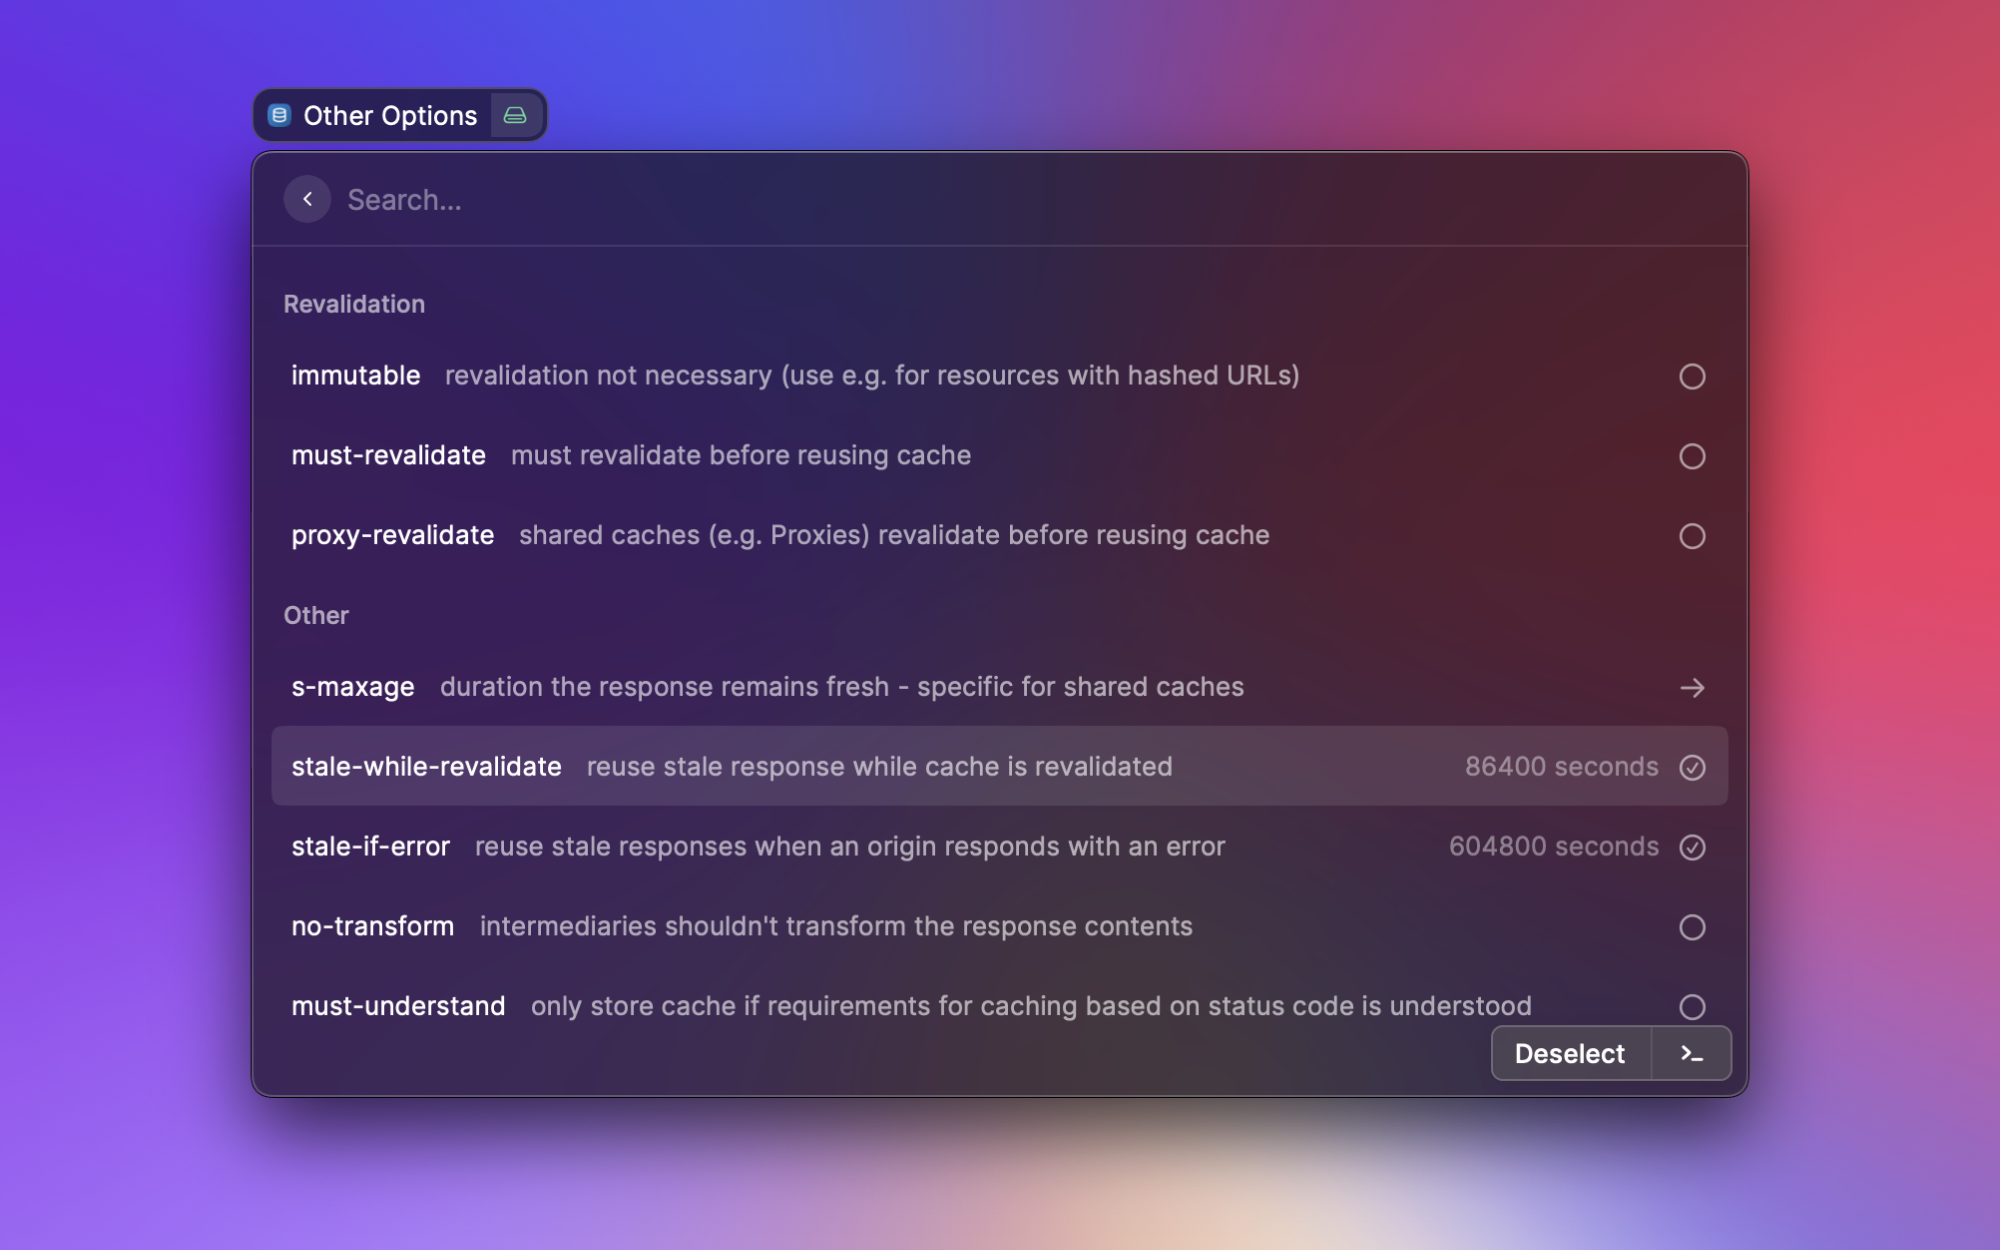 Other Options
Search...
Revalidation
immutable revalidation not necessary (use e.g. for resources with hashed URLs)
must-revalidate must revalidate before reusing cache
proxy-revalidate shared caches (e.g. Proxies) revalidate before reusing cache
Other
s-maxage duration the response remains fresh - specific for shared caches
stale-while-revalidate reuse stale response while cache is revalidated 86400 seconds
stale-if-error reuse stale responses when an origin responds with an error 604800 seconds
no-transform intermediaries shouldn't transform the response contents
must-understand only store cache if requirements for caching based on status code is understood
Deselect